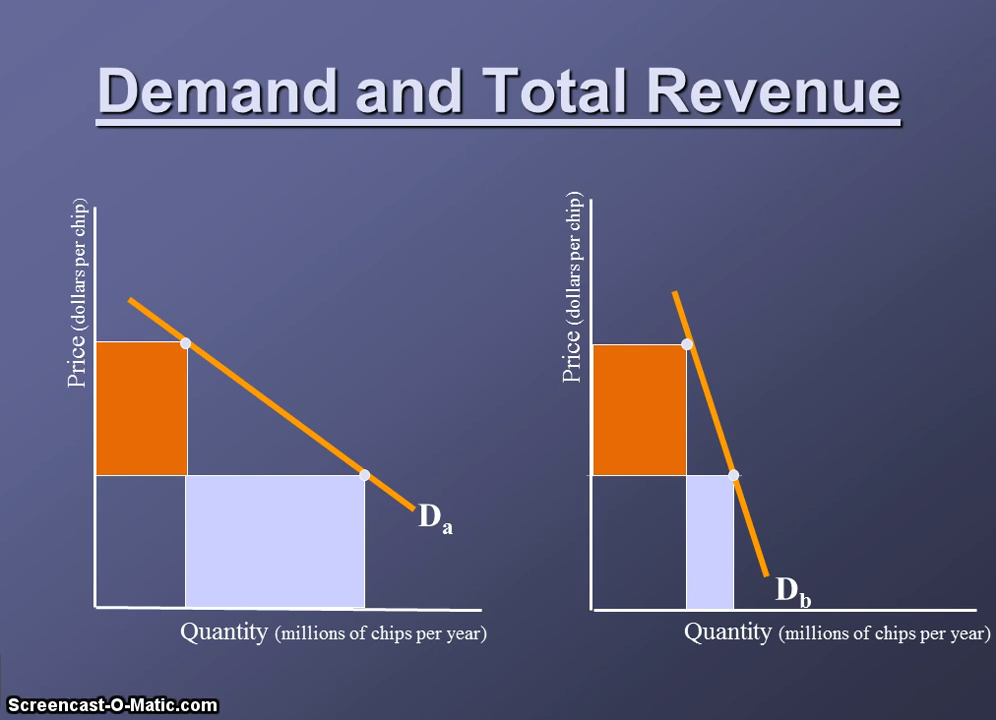 Demand and Total Revenue
Price (dollars per chip)
Price (dollars per chip)
Da
Db
Quantity (millions of chips per year)
Quantity (millions of chips per year)
Screencast-O-Matic.com